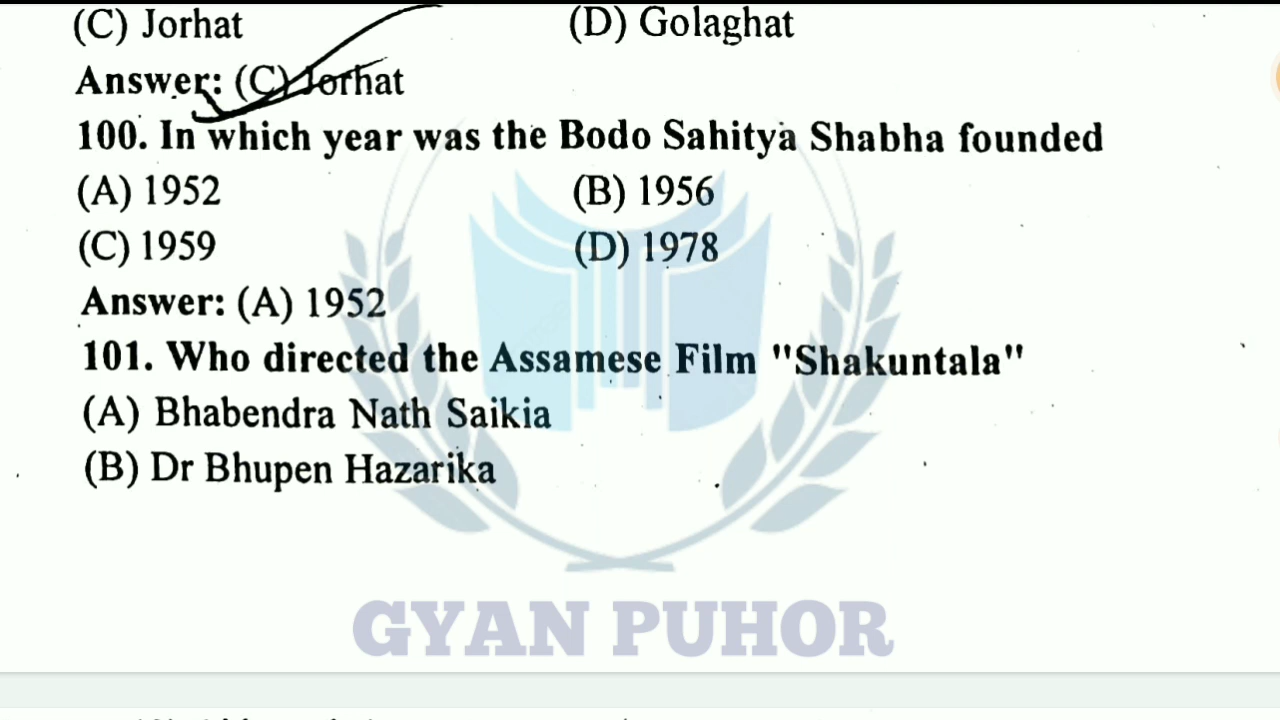 (C) Jorhat (D) Golaghat
Answer: (C) Jorhat
100. In which year was the Bodo Sahitya Shabha founded
(A) 1952 (B) 1956
(C) 1959 (D) 1978
Answer: (A) 1952
101. Who directed the Assamese Film "Shakuntala"
(A) Bhabendra Nath Saikia
(B) Dr Bhupen Hazarika
GYAN PUHOR